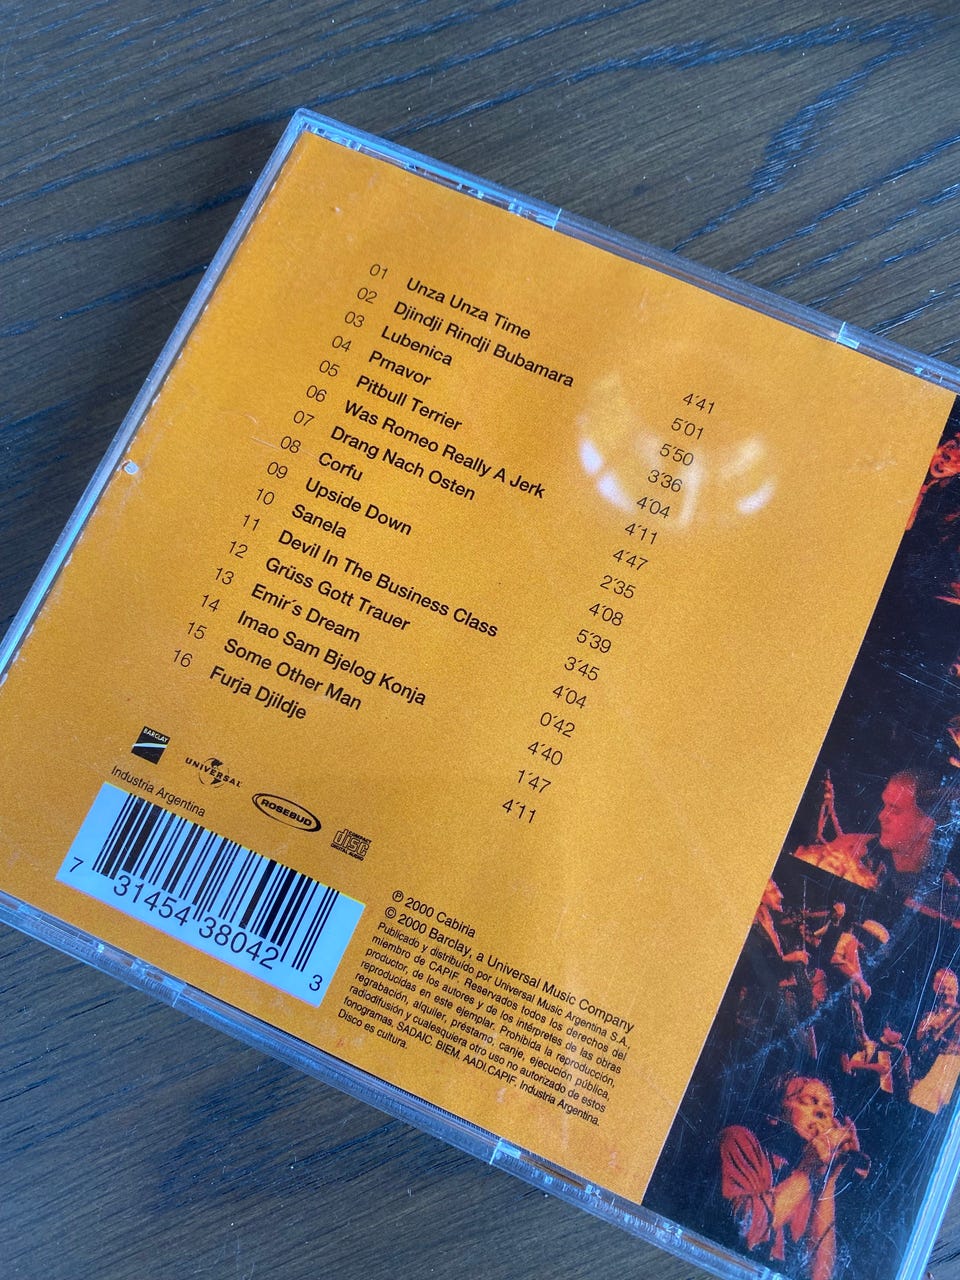 01 Unza Unza Time 4´41
02 Djindji Rindji Bubamara 5´01
03 Lubenica 5´50
04 Prnavor 3´36
05 Pitbull Terrier 4´04
06 Was Romeo Really A Jerk 4´11
07 Drang Nach Osten 4´47
08 Corfu 2´35
09 Upside Down 4´08
10 Sanela 5´39
11 Devil In The Business Class 3´45
12 Grüss Gott Trauer 4´04
13 Emir´s Dream 0´42
14 Imao Sam Bjelog Konja 4´40
15 Some Other Man 1´47
16 Furja Djildje 4´11
BARCLAY
UNIVERSAL
ROSEBUD
COMPACT
disc
DIGITAL AUDIO
Industria Argentina
7 31454 38042 3
℗ 2000 Cabina
© 2000 Barclay, a Universal Music Company
Publicado y distribuído por Universal Music Argentina S.A.
miembro de CAPIF. Reservados todos los derechos del
productor, de los autores y de los intérpretes de las obras
reproducidas en este ejemplar. Prohibida la reproducción,
regrabación, alquiler, préstamo, canje, ejecución pública,
radiodifusión y cualesquiera otro uso no autorizado de estos
fonogramas. SADAIC. BIEM. AADI.CAPIF. Industria Argentina.
Disco es cultura.